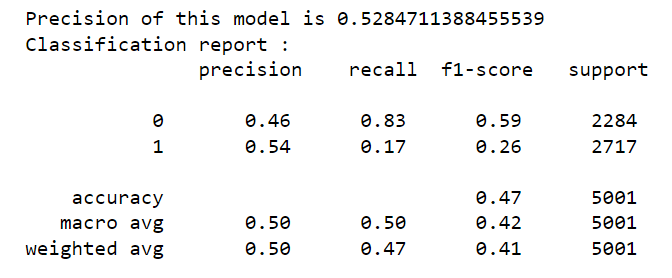 Precision of this model is 0.5284711388455539
Classification report :
precision recall f1-score support
0 0.46 0.83 0.59 2284
1 0.54 0.17 0.26 2717
accuracy 0.47 5001
macro avg 0.50 0.50 0.42 5001
weighted avg 0.50 0.47 0.41 5001